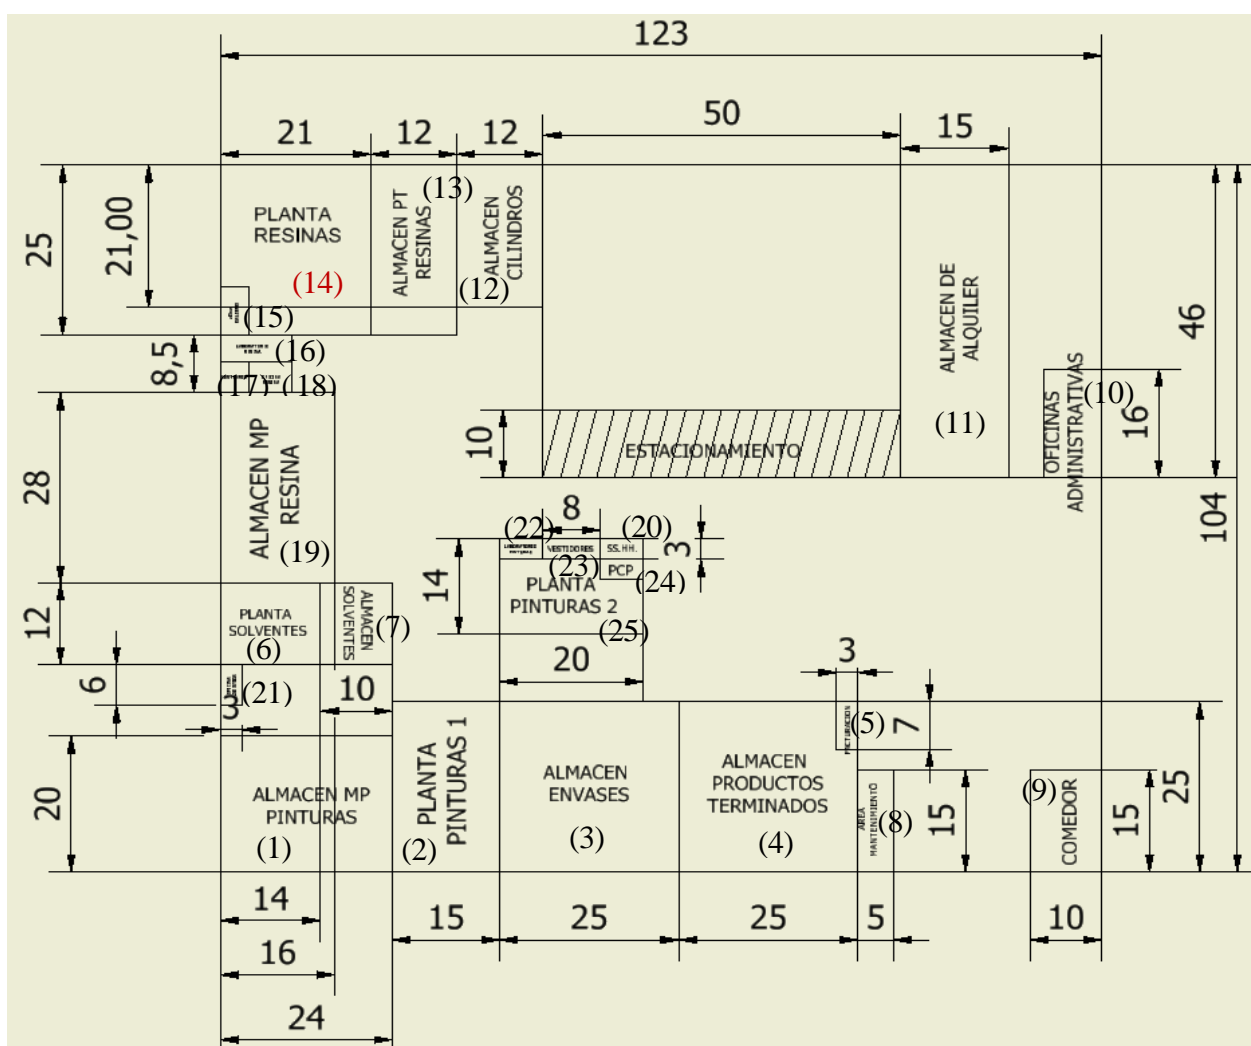 123
50
21
12
12
15
(13)
PLANTA
RESINAS
ALMACEN PT
RESINAS
ALMACEN
CILINDROS
25
21,00
(14)
(12)
(15)
ALMACEN DE
ALQUILER
46
(16)
8,5
(17)
(18)
(10)
16
OFICINAS
ADMINISTRATIVAS
(11)
10
ESTACIONAMIENTO
ALMACEN MP
RESINA
28
(19)
104
8
(22)
(20)
VESTIDORES
SS.HH.
3
(23)
PCP
(24)
14
PLANTA
PINTURAS 2
(25)
12
PLANTA
SOLVENTES
(6)
ALMACEN
SOLVENTES
(7)
20
3
6
(21)
3
10
FACTURACION
(5)
7
PLANTA
PINTURAS 1
ALMACEN
ENVASES
ALMACEN
PRODUCTOS
TERMINADOS
25
20
ALMACEN MP
PINTURAS
(1)
(2)
(3)
(4)
AREA
MANTENIMIENTO
(8)
15
(9)
COMEDOR
15
14
15
25
25
5
10
16
24